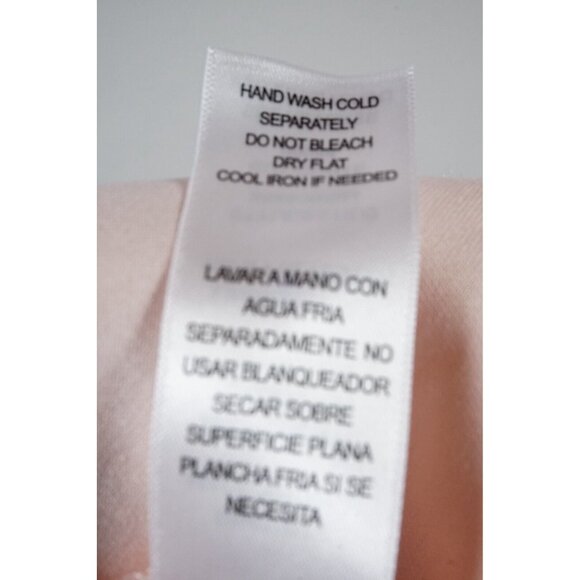 HAND WASH COLD
SEPARATELY
DO NOT BLEACH
DRY FLAT
COOL IRON IF NEEDED
LAVAR A MANO CON
AGUA FRIA
SEPARADAMENTE NO
USAR BLANQUEADOR
SECAR SOBRE
SUPERFICIE PLANA
PLANCHA FRIA SI SE
NECESITA